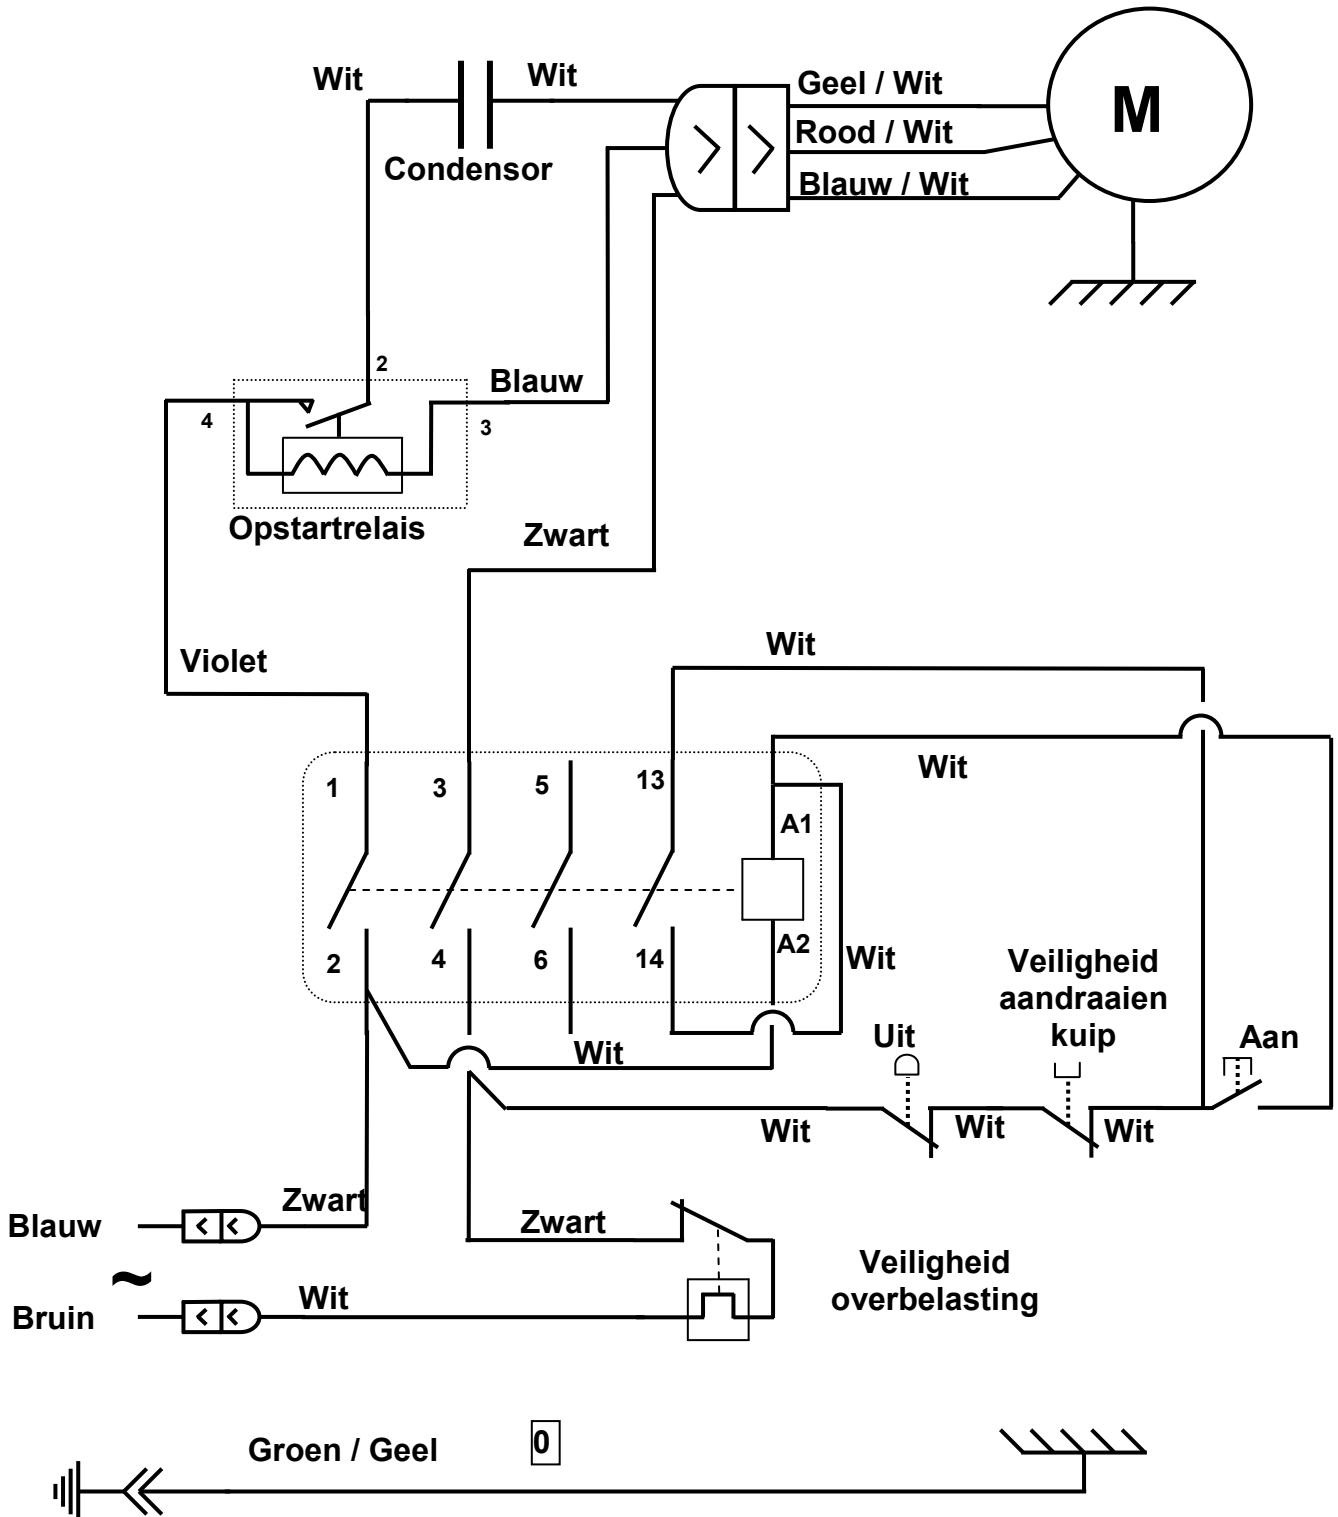 Wit
Wit
Condensor
Geel / Wit
Rood / Wit
Blauw / Wit
M
2
4
Blauw
3
Opstartrelais
Zwart
Violet
Wit
1
3
5
13
Wit
A1
2
4
6
14
A2
Wit
Veiligheid
aandraaien
kuip
Uit
Aan
Wit
Wit
Wit
Wit
Zwart
Blauw
Zwart
~
Veiligheid
overbelasting
Wit
Bruin
Groen / Geel
0